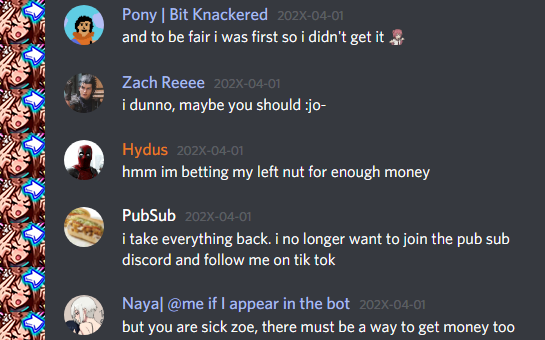 Pony | Bit Knackered 202X-04-01
and to be fair i was first so i didn't get it
Zach Reeee 202X-04-01
i dunno, maybe you should :jo-
Hydus 202X-04-01
hmm im betting my left nut for enough money
PubSub 202X-04-01
i take everything back. i no longer want to join the pub sub
discord and follow me on tik tok
Naya| @me if I appear in the bot 202X-04-01
but you are sick zoe, there must be a way to get money too